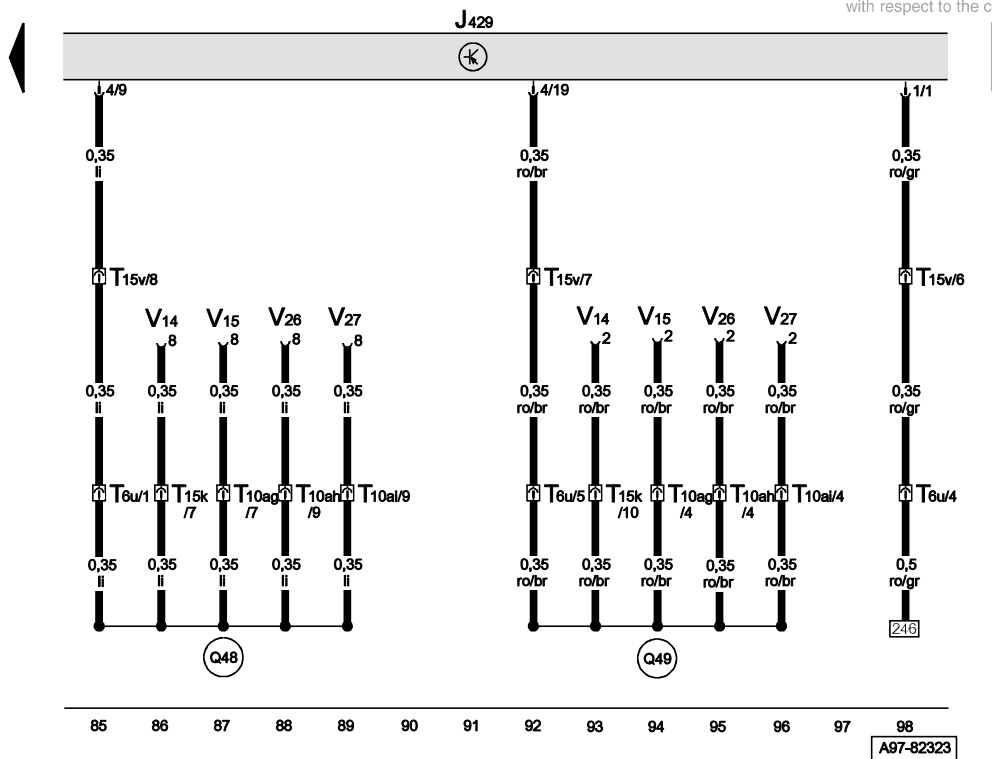 with respect to the c
J429
4/9 4/19 1/1
0,35 0,35 0,35
li ro/br ro/gr
T15v/8 T15v/7 T15v/6
V14 V15 V26 V27 V14 V15 V26 V27
8 8 8 8 2 2 2 2
0,35 0,35 0,35 0,35 0,35 0,35 0,35 0,35 0,35 0,35 0,35
li li li li li ro/br ro/br ro/br ro/br ro/br ro/gr
T6u/1 T15k T10ag T10ah T10ai/9 T6u/5 T15k T10ag T10ah T10ai/4 T6u/4
/7 /7 /9 /10 /4 /4
0,35 0,35 0,35 0,35 0,35 0,35 0,35 0,35 0,35 0,35 0,5
li li li li li ro/br ro/br ro/br ro/br ro/br ro/gr
246
Q48 Q49
85 86 87 88 89 90 91 92 93 94 95 96 97 98
A97-82323